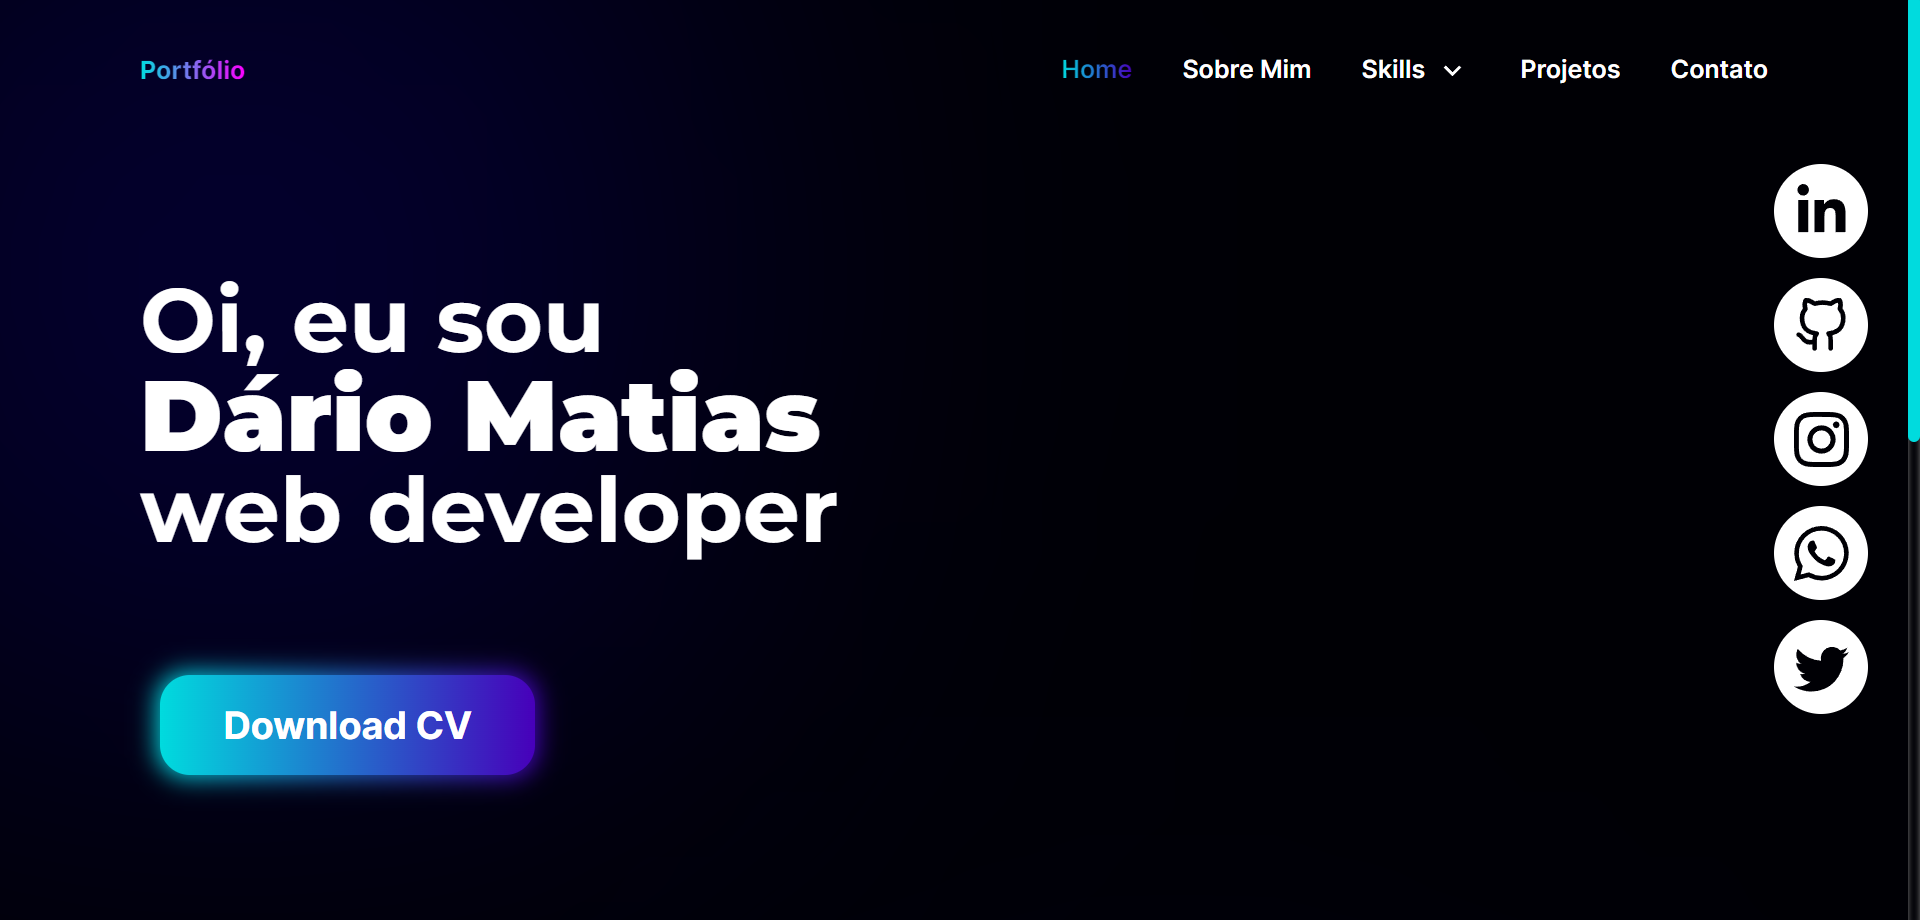 Portfólio
Home
Sobre Mim
Skills
Projetos
Contato
Oi, eu sou
Dário Matias
web developer
Download CV
in